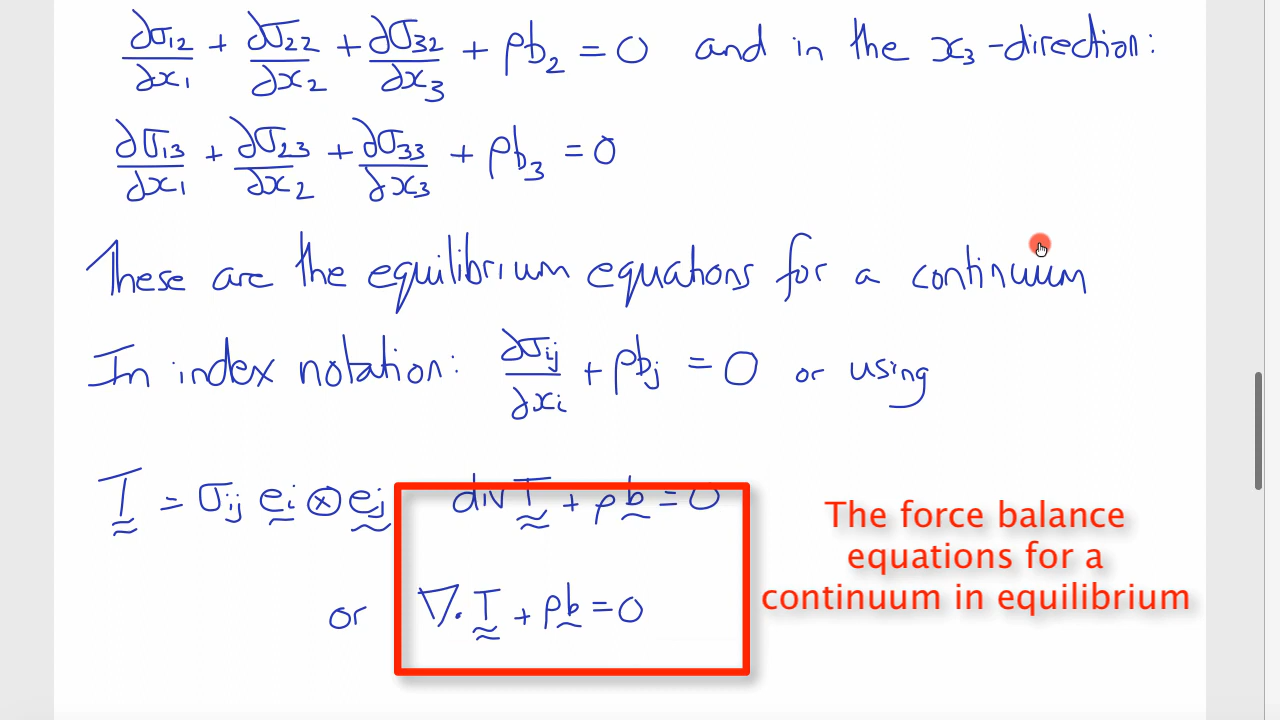 ∂σ₁₂/∂x₁ + ∂σ₂₂/∂x₂ + ∂σ₃₂/∂x₃ + ρb₂ = 0 and in the x₃-direction:
∂σ₁₃/∂x₁ + ∂σ₂₃/∂x₂ + ∂σ₃₃/∂x₃ + ρb₃ = 0
These are the equilibrium equations for a continuum
In index notation: ∂σᵢⱼ/∂xᵢ + ρbⱼ = 0 or using
T = σᵢⱼ eᵢ ⊗ eⱼ div T + ρb = 0
or ∇. T + ρb = 0
The force balance
equations for a
continuum in equilibrium